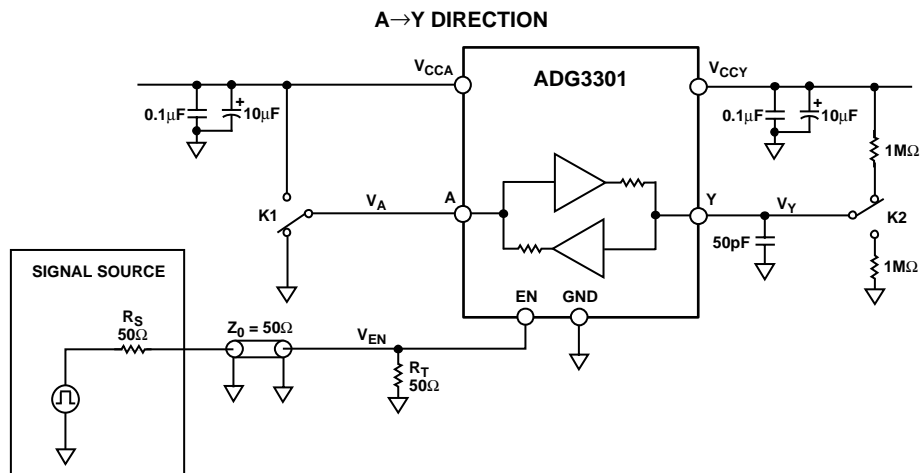 A→Y DIRECTION
V_CCA
ADG3301
V_CCY
0.1µF
+
10µF
0.1µF
+
10µF
1MΩ
K1
V_A
A
Y
V_Y
K2
50pF
1MΩ
SIGNAL SOURCE
EN
GND
R_S
50Ω
Z_0 = 50Ω
V_EN
R_T
50Ω